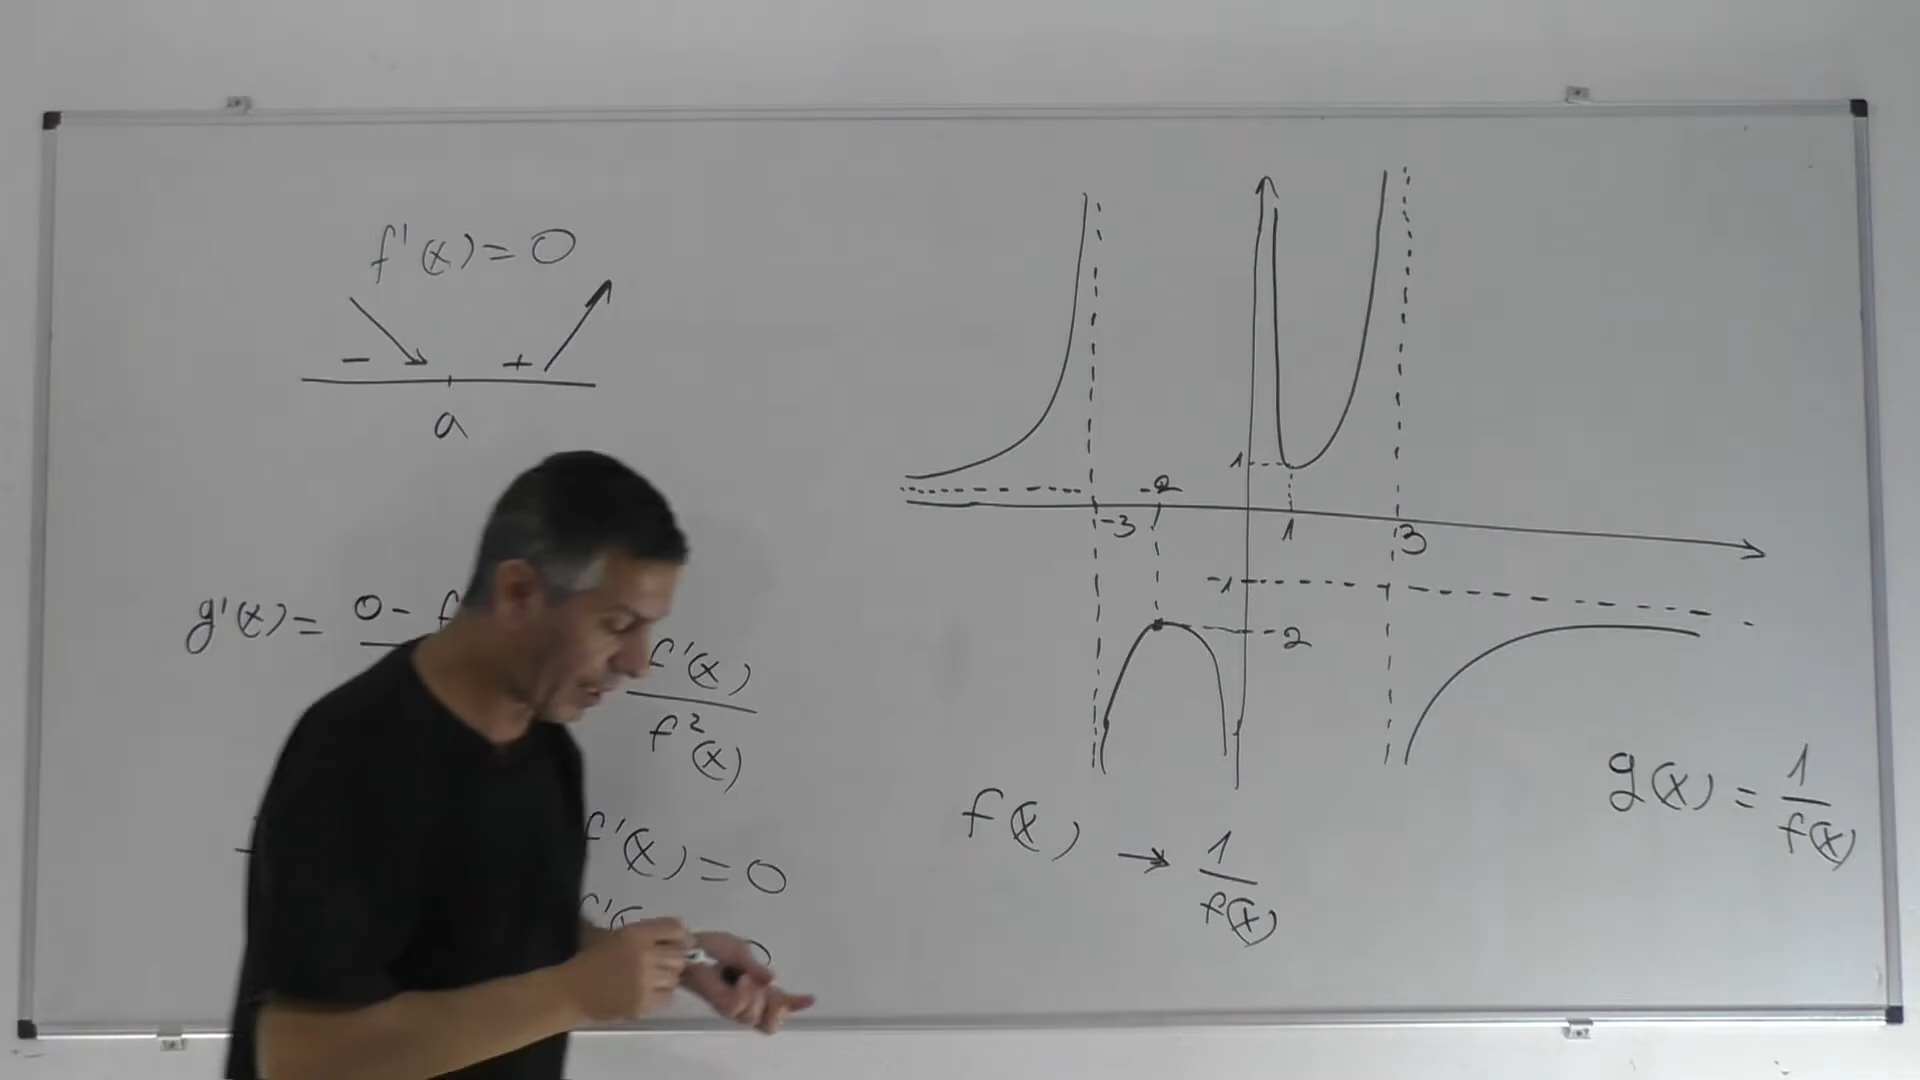 f'(x) = 0
- +
a
g'(x) = 0 - f
f'(x)
f²(x)
f'(x) = 0
1
-2
-3
1
3
-1
-2
f(x) → 1/f(x)
g(x) = 1/f(x)